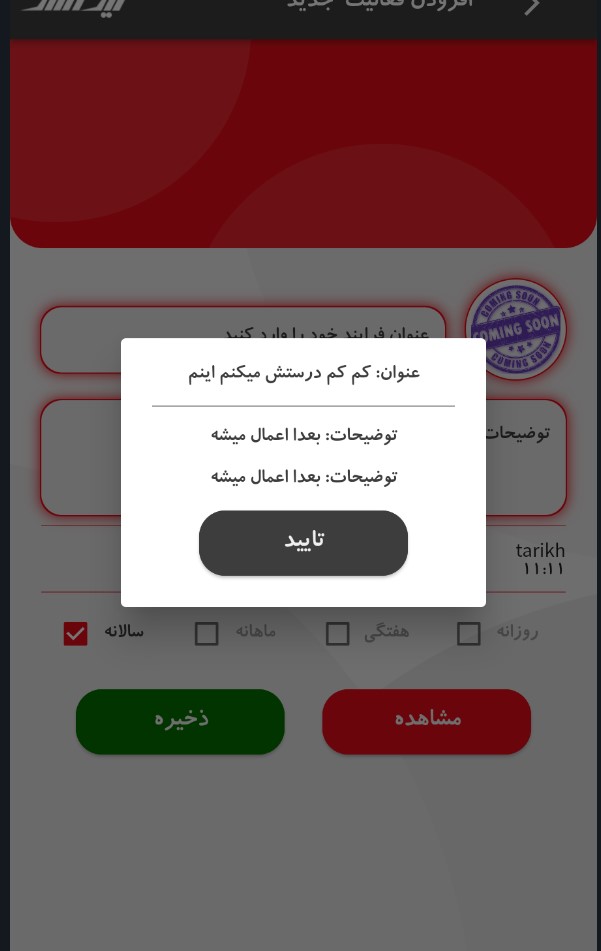 افزودن فعالیت جدید
COMING SOON
COMING SOON
COMING SOON
عنوان فرایند خود را وارد کنید
عنوان: کم کم درستش میکنم اینم
توضیحات
توضیحات: بعدا اعمال میشه
توضیحات: بعدا اعمال میشه
تایید
tarikh
۱۱:۱۱
روزانه
هفتگی
ماهانه
سالانه
مشاهده
ذخیره